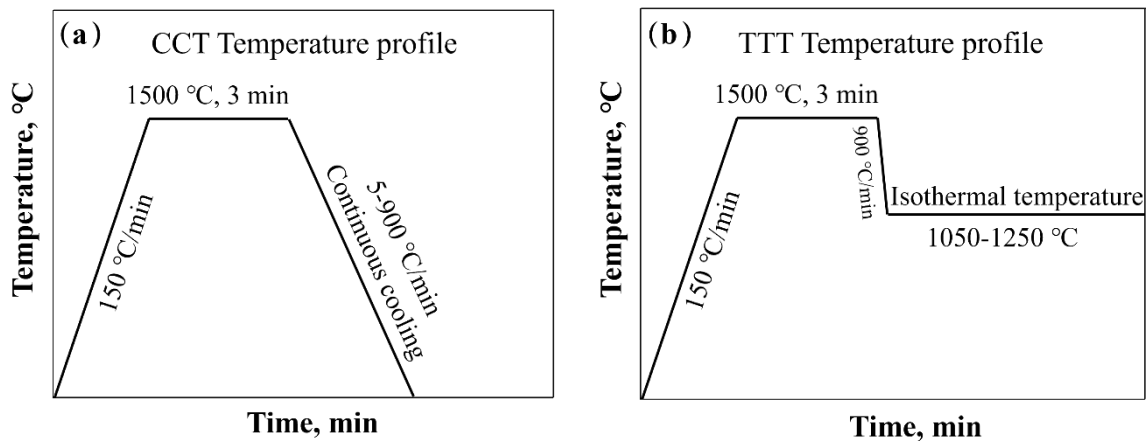 (a)
CCT Temperature profile
1500 ℃, 3 min
150 ℃/min
5-900 ℃/min
Continuous cooling
Temperature, ℃
Time, min
(b)
TTT Temperature profile
1500 ℃, 3 min
150 ℃/min
900 ℃/min
Isothermal temperature
1050-1250 ℃
Temperature, ℃
Time, min